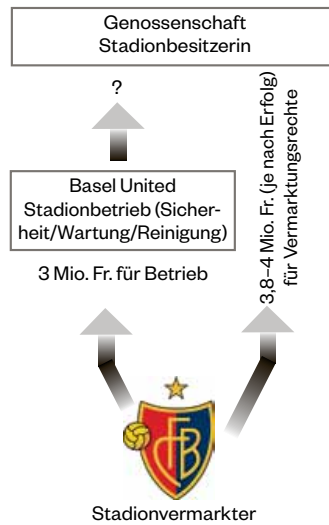 Genossenschaft
Stadionbesitzerin
?
Basel United
Stadionbetrieb (Sicher-
heit/Wartung/Reinigung)
3 Mio. Fr. für Betrieb
3,8–4 Mio. Fr. (je nach Erfolg)
für Vermarktungsrechte
FCB
Stadionvermarkter